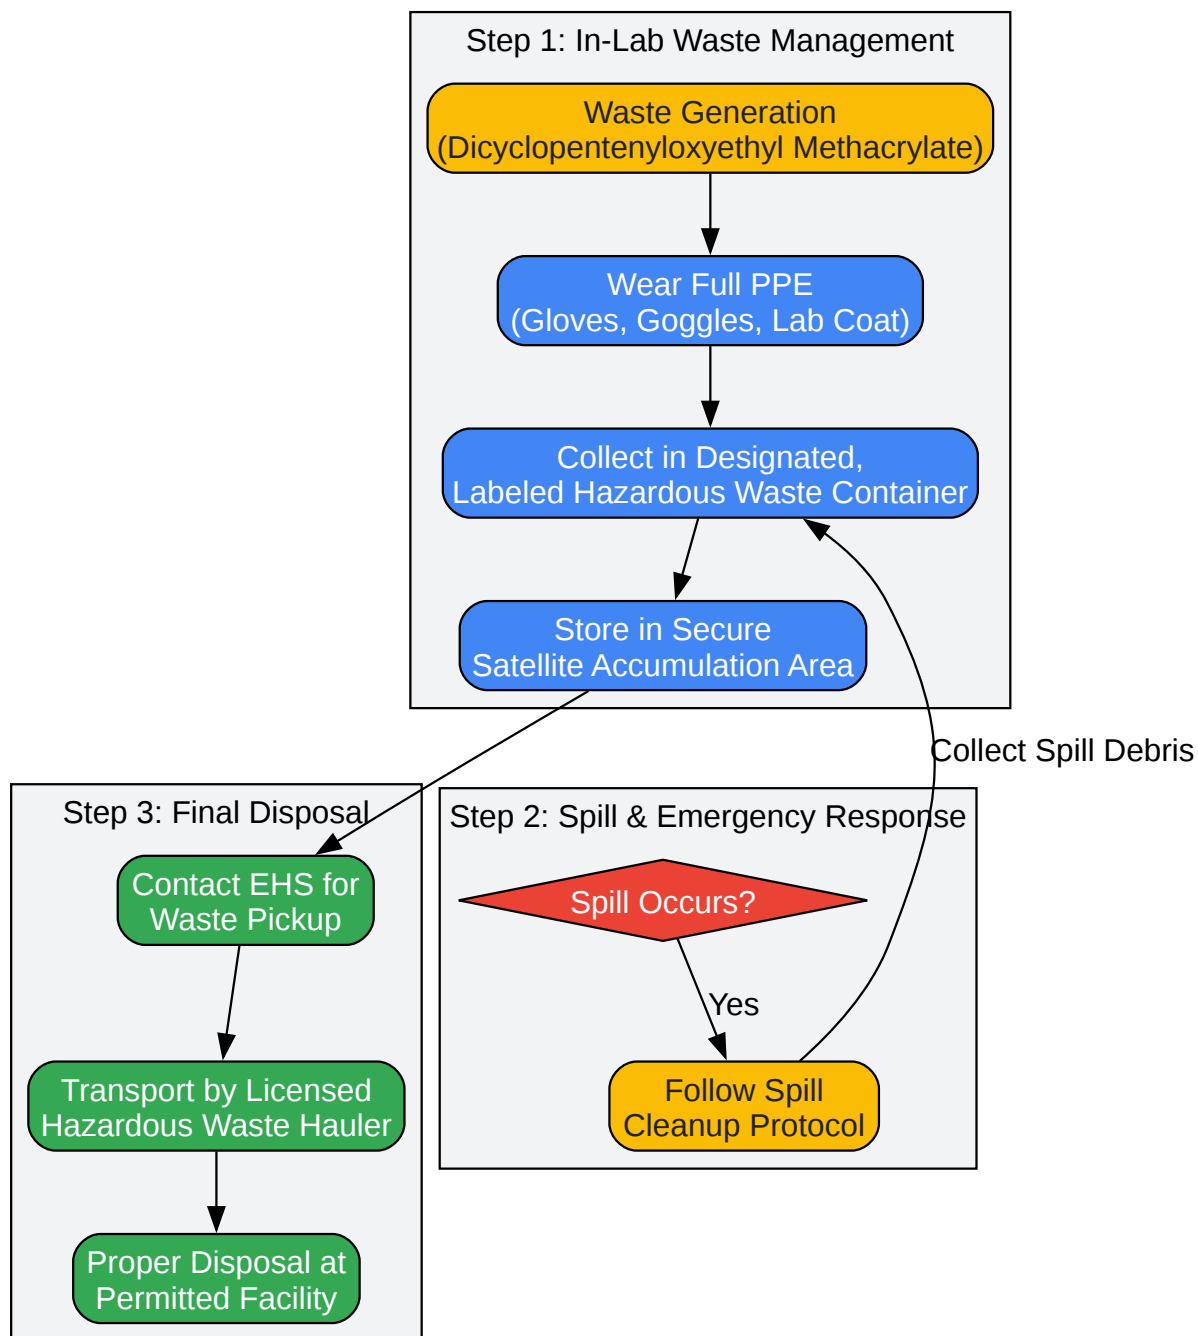 Step 1: In-Lab Waste Management
Waste Generation
(Dicyclopentenyloxyethyl Methacrylate)
Wear Full PPE
(Gloves, Goggles, Lab Coat)
Collect in Designated,
Labeled Hazardous Waste Container
Store in Secure
Satellite Accumulation Area
Collect Spill Debris
Step 2: Spill & Emergency Response
Spill Occurs?
Yes
Follow Spill
Cleanup Protocol
Step 3: Final Disposal
Contact EHS for
Waste Pickup
Transport by Licensed
Hazardous Waste Hauler
Proper Disposal at
Permitted Facility